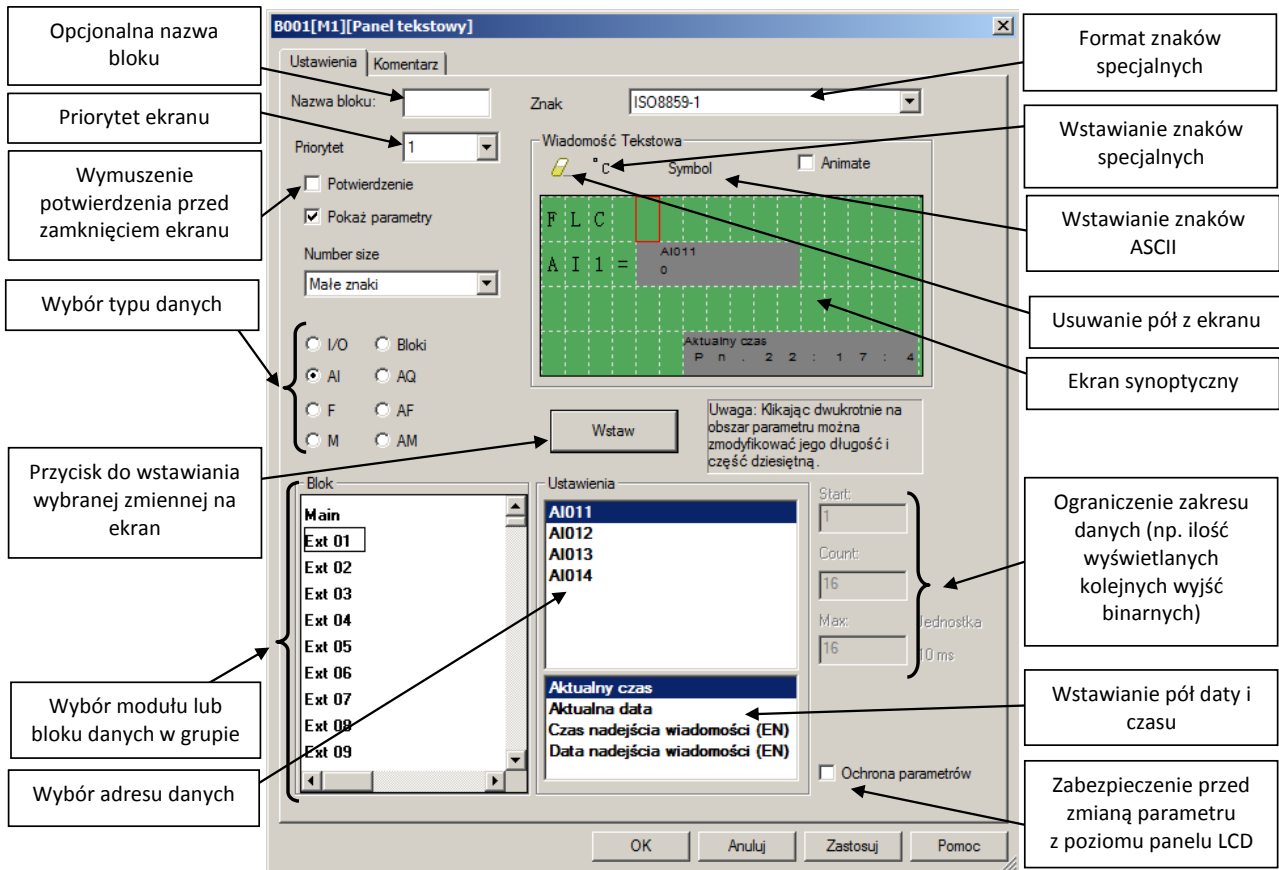 Opcjonalna nazwa
bloku
Priorytet ekranu
Wymuszenie
potwierdzenia przed
zamknięciem ekranu
Wybór typu danych
Przycisk do wstawiania
wybranej zmiennej na
ekran
Wybór modułu lub
bloku danych w grupie
Wybór adresu danych
B001[M1][Panel tekstowy]
Ustawienia
Komentarz
Nazwa bloku:
Znak
ISO8859-1
Priorytet
1
Potwierdzenie
Pokaż parametry
Number size
Małe znaki
I/O
Bloki
AI
AQ
F
AF
M
AM
Wiadomość Tekstowa
°c
Symbol
Animate
F L C
A I 1 =
AI011
0
Aktualny czas
P n . 2 2 : 1 7 : 4
Wstaw
Uwaga: Klikając dwukrotnie na
obszar parametru można
zmodyfikować jego długość i
część dziesiętną.
Blok
Main
Ext 01
Ext 02
Ext 03
Ext 04
Ext 05
Ext 06
Ext 07
Ext 08
Ext 09
Ustawienia
AI011
AI012
AI013
AI014
Aktualny czas
Aktualna data
Czas nadejścia wiadomości (EN)
Data nadejścia wiadomości (EN)
Start:
1
Count:
16
Max:
Jednostka
16
10 ms
Ochrona parametrów
OK
Anuluj
Zastosuj
Pomoc
Format znaków
specjalnych
Wstawianie znaków
specjalnych
Wstawianie znaków
ASCII
Usuwanie pól z ekranu
Ekran synoptyczny
Ograniczenie zakresu
danych (np. ilość
wyświetlanych
kolejnych wyjść
binarnych)
Wstawianie pól daty i
czasu
Zabezpieczenie przed
zmianą parametru
z poziomu panelu LCD